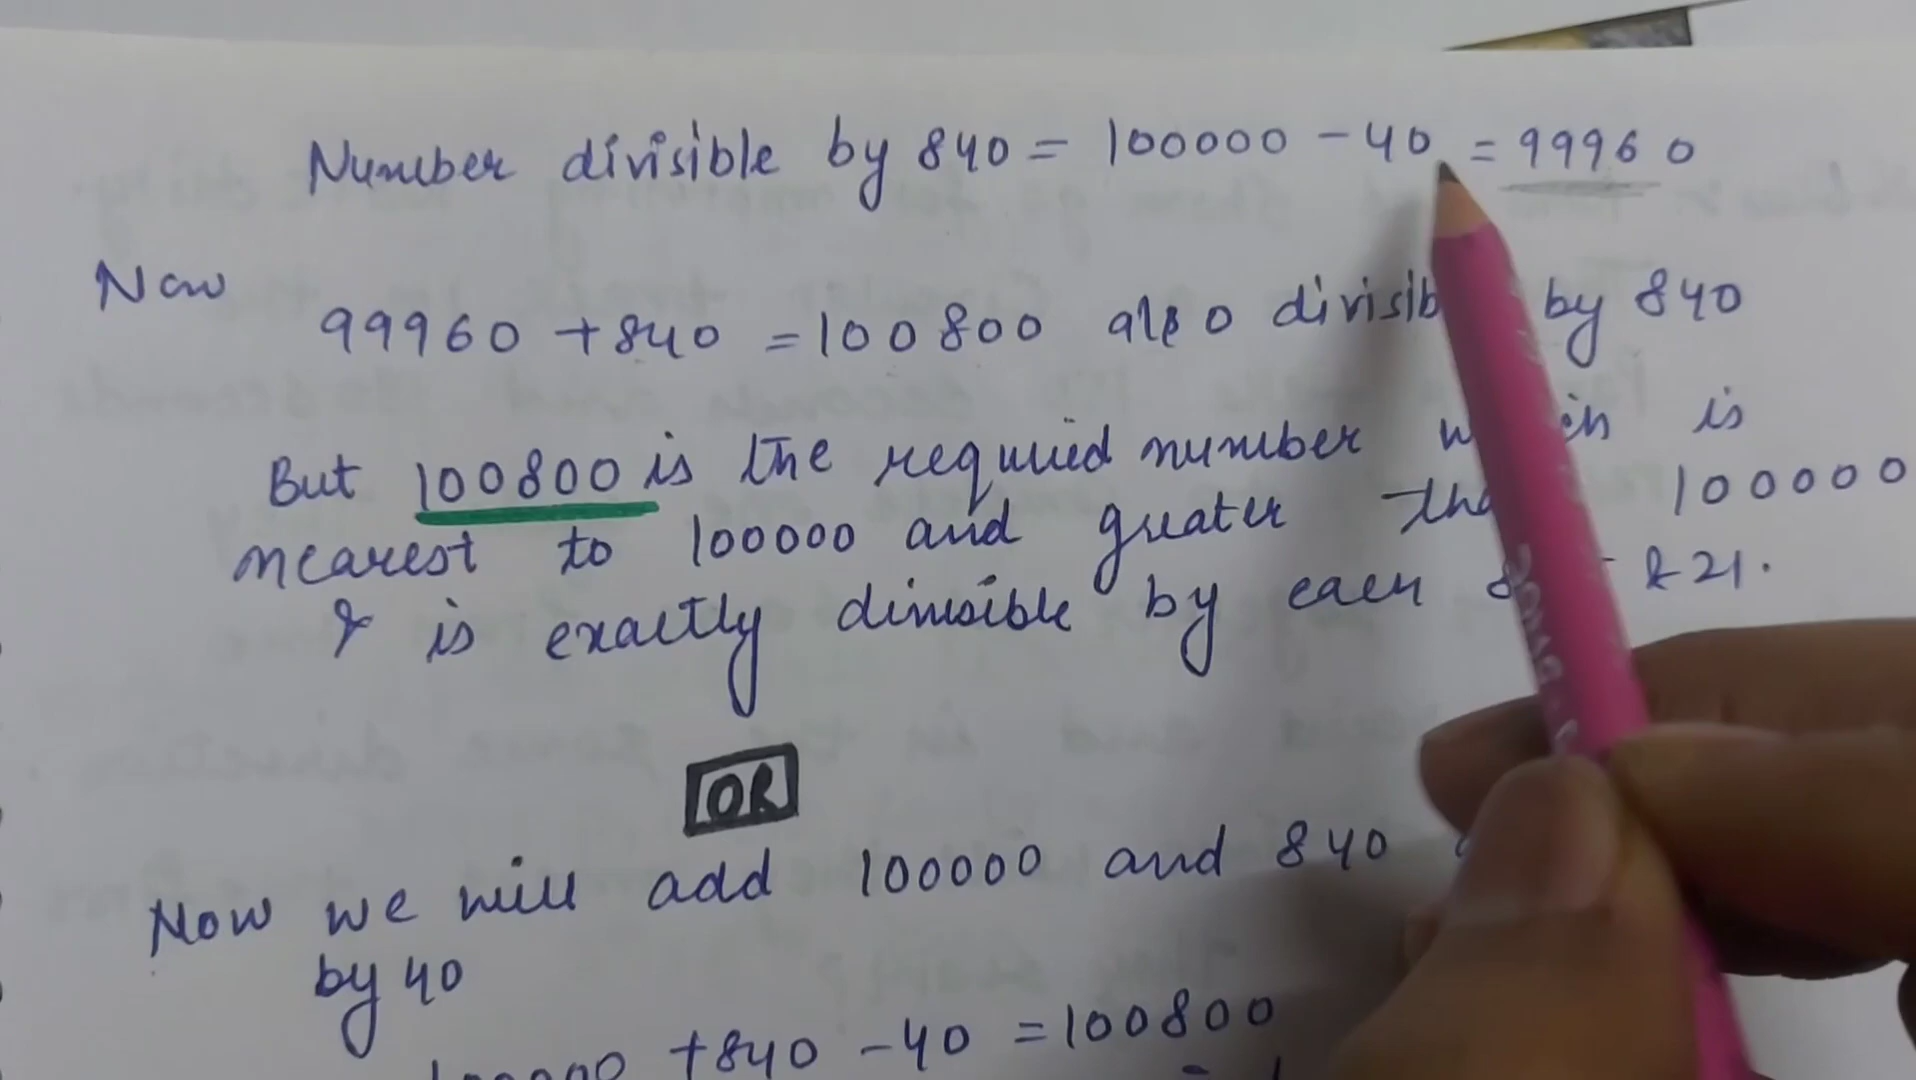 Number divisible by 840 = 100000 - 40 = 99960
Now
99960 + 840 = 100800 also divisib by 840
But 100800 is the required number is
nearest to 100000 and greater 100000
& is exactly divisible by each & 21.
OR
Now we will add 100000 and 840
by 40
+ 840 - 40 = 100800